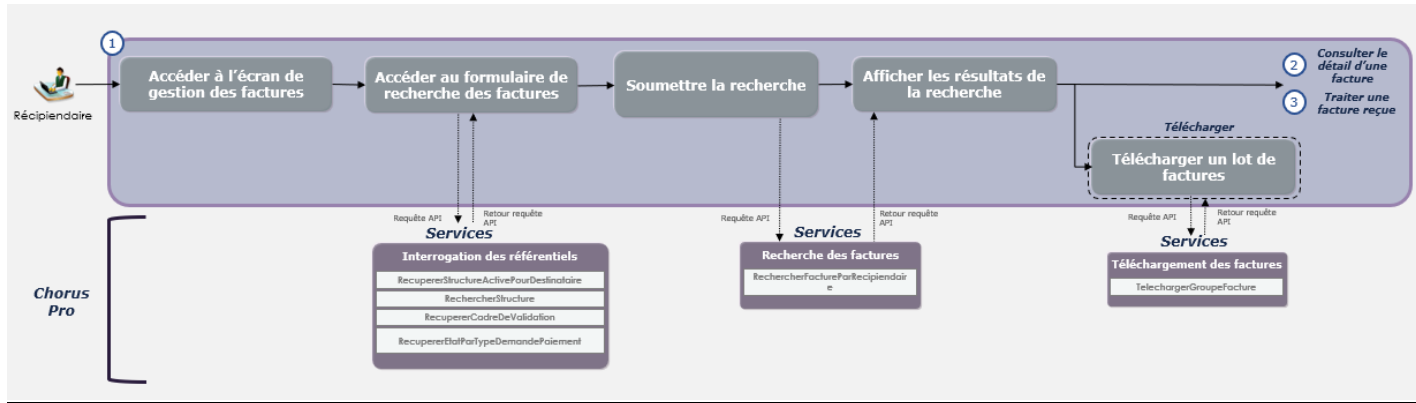 1
Récipiendaire
Accéder à l'écran de
gestion des factures
Accéder au formulaire de
recherche des factures
Soumettre la recherche
Afficher les résultats de
la recherche
2
Consulter le
détail d'une
facture
3
Traiter une
facture reçue
Télécharger
Télécharger un lot de
factures
Requête API
Retour requête
API
Services
Interrogation des référentiels
RecupererStructureActivePourDestinataire
RechercherStructure
RecupererCadreDeValidation
RecupererEtatParTypeDemandePaiement
Requête API
Retour requête
API
Services
Recherche des factures
RechercherFactureParRecipiendair
e
Requête API
Retour requête
API
Services
Téléchargement des factures
TelechargerGroupeFacture
Chorus
Pro